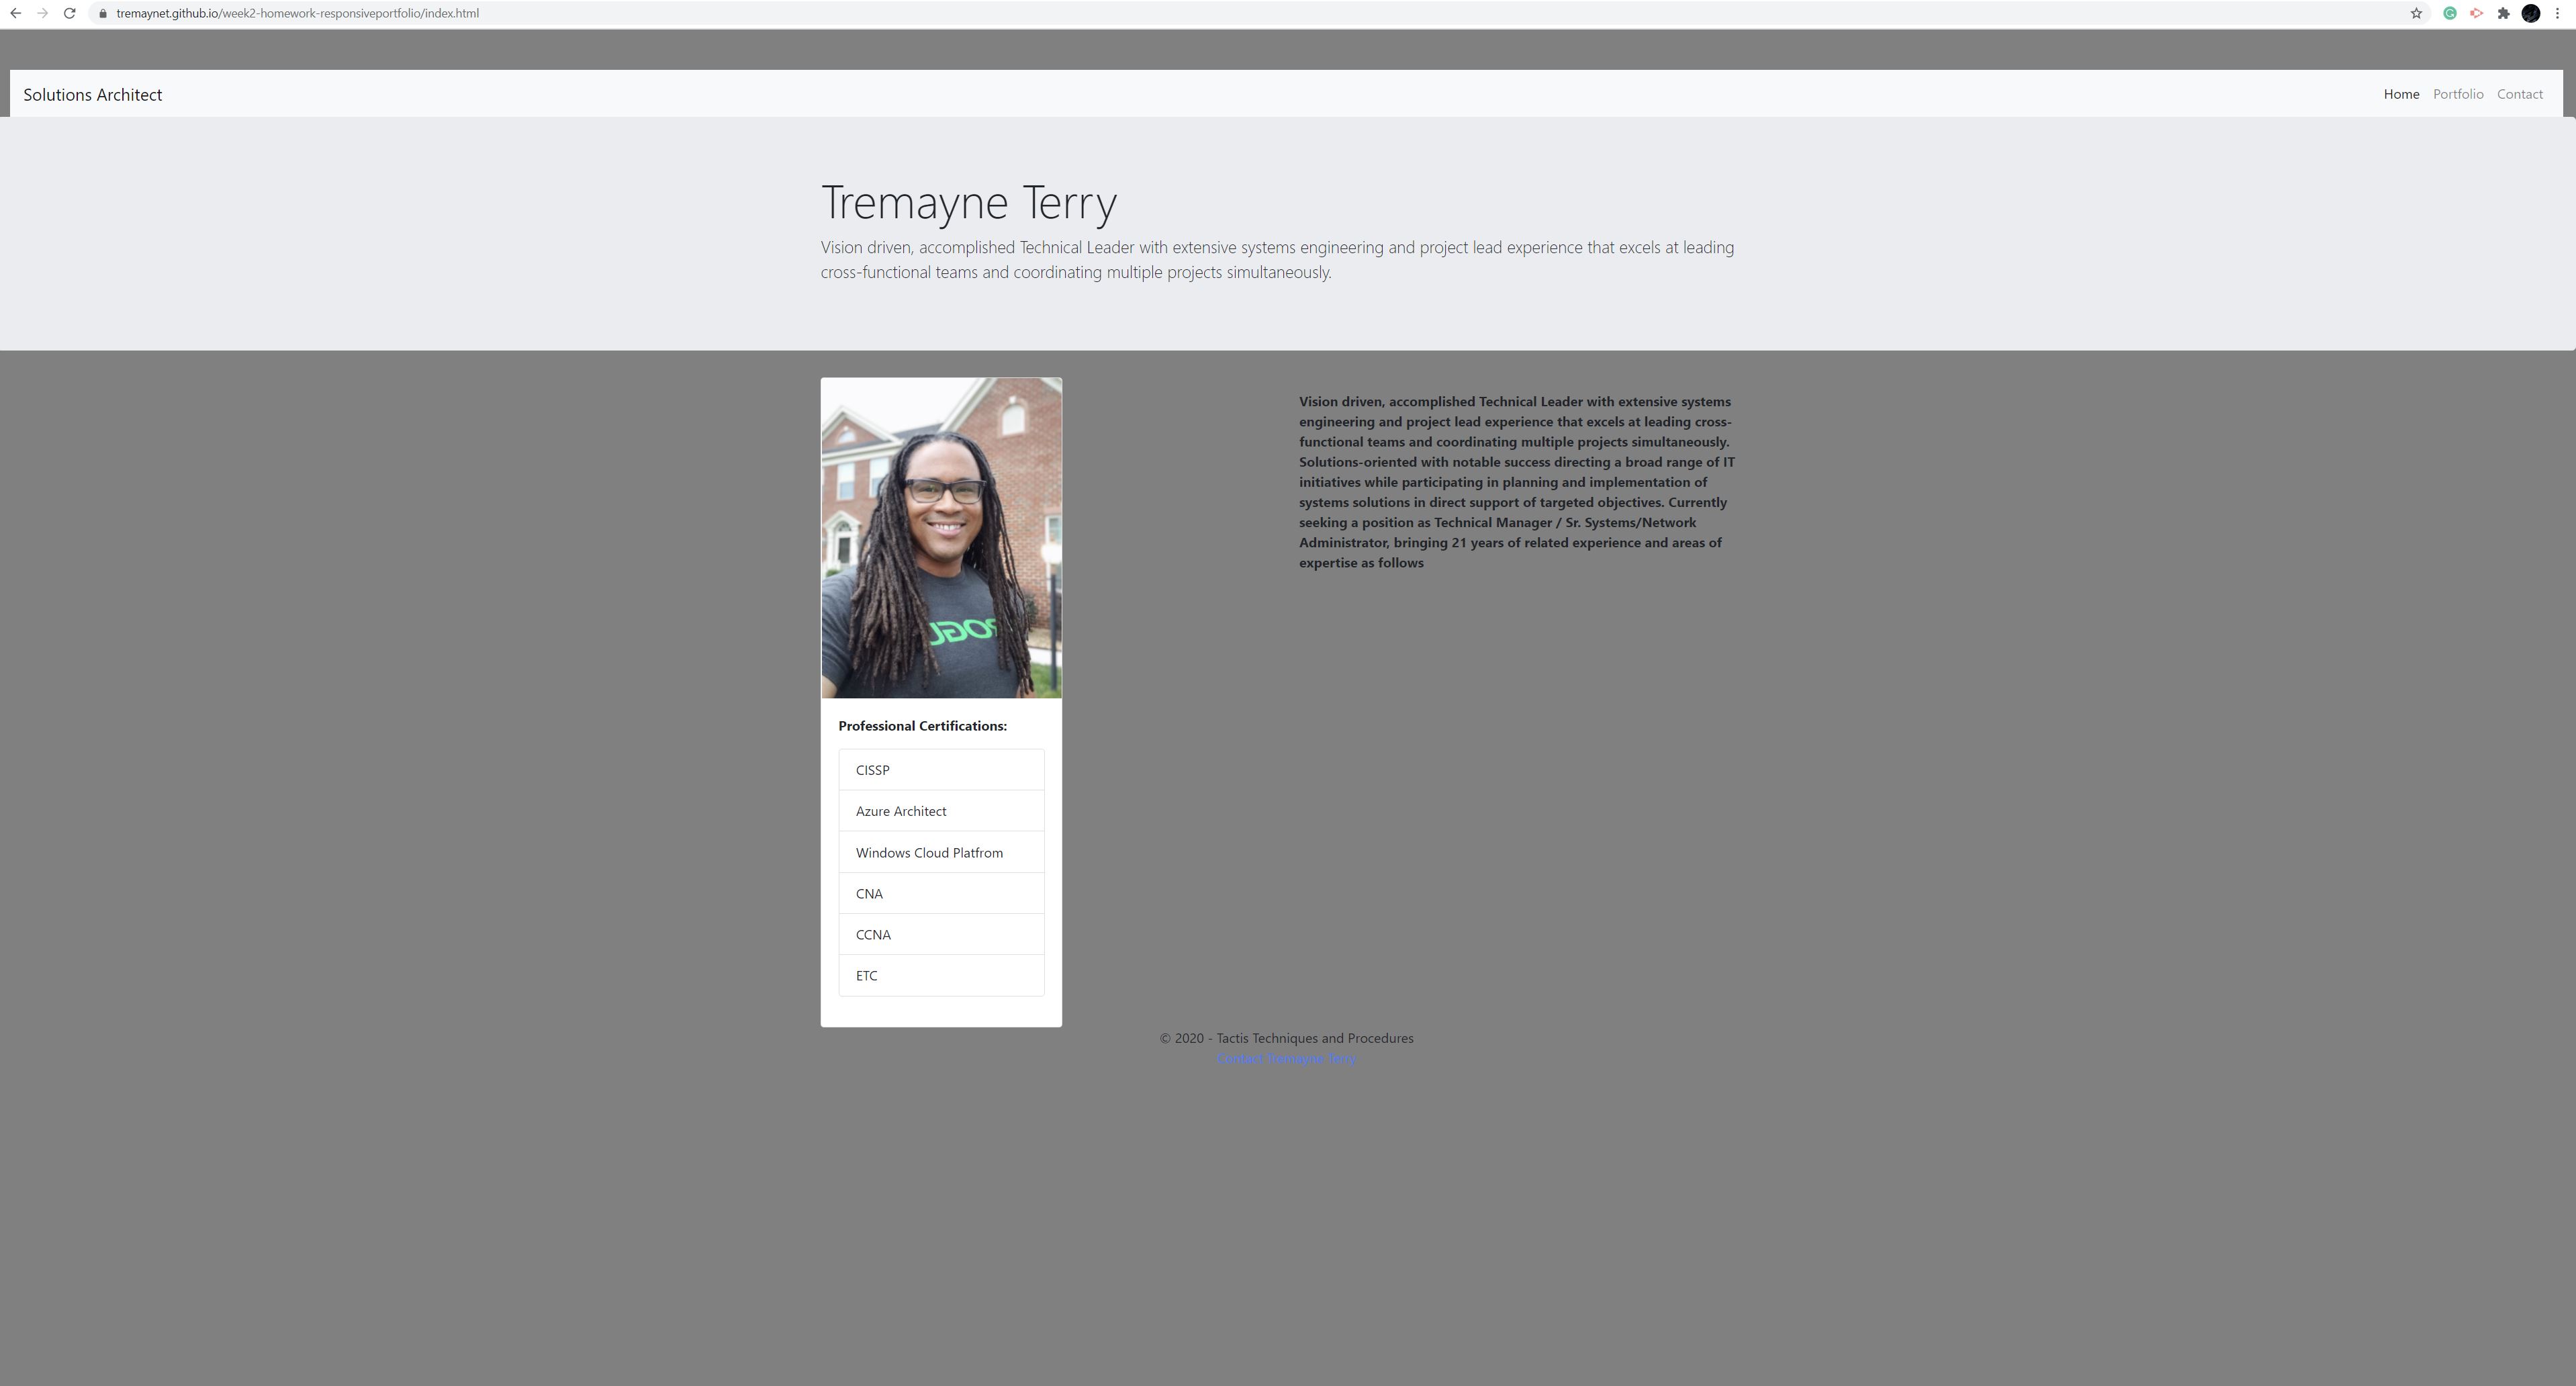 tremaynet.github.io/week2-homework-responsiveportfolio/index.html
Solutions Architect
Home Portfolio Contact
Tremayne Terry
Vision driven, accomplished Technical Leader with extensive systems engineering and project lead experience that excels at leading
cross-functional teams and coordinating multiple projects simultaneously.
Vision driven, accomplished Technical Leader with extensive systems
engineering and project lead experience that excels at leading cross-
functional teams and coordinating multiple projects simultaneously.
Solutions-oriented with notable success directing a broad range of IT
initiatives while participating in planning and implementation of
systems solutions in direct support of targeted objectives. Currently
seeking a position as Technical Manager / Sr. Systems/Network
Administrator, bringing 21 years of related experience and areas of
expertise as follows
Professional Certifications:
CISSP
Azure Architect
Windows Cloud Platfrom
CNA
CCNA
ETC
© 2020 - Tactis Techniques and Procedures
Contact Tremayne Terry